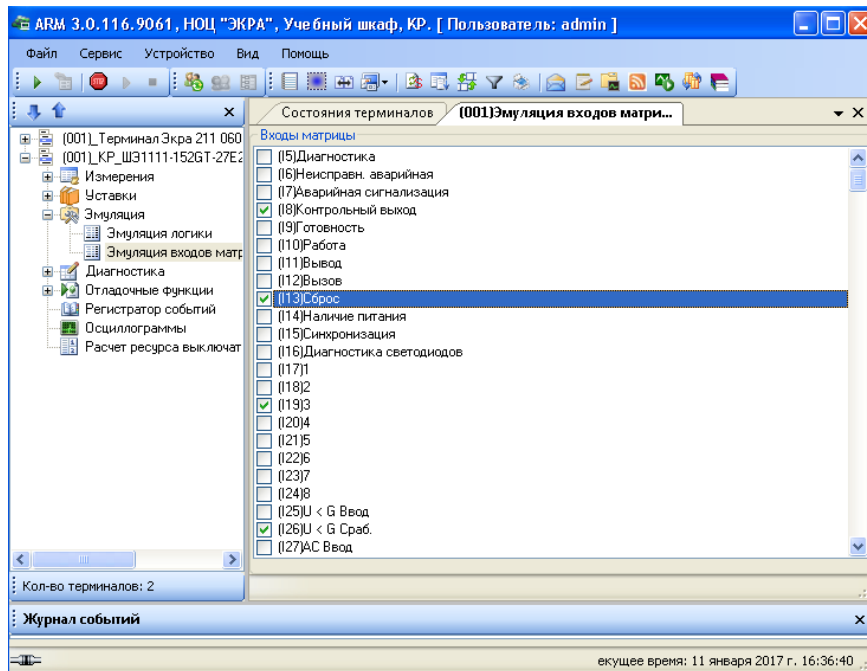 ARM 3.0.116.9061, НОЦ "ЭКРА", Учебный шкаф, КР. [ Пользователь: admin ]
Файл Сервис Устройство Вид Помощь
Состояния терминалов (001)Эмуляция входов матри...
(001)_Терминал Экра 211 060
(001)_КР_ШЭ1111-152GT-27E2
Измерения
Уставки
Эмуляция
Эмуляция логики
Эмуляция входов матр
Диагностика
Отладочные функции
Регистратор событий
Осциллограммы
Расчет ресурса выключат
Кол-во терминалов: 2
Входы матрицы
(I5)Диагностика
(I6)Неисправн. аварийная
(I7)Аварийная сигнализация
(I8)Контрольный выход
(I9)Готовность
(I10)Работа
(I11)Вывод
(I12)Вызов
(I13)Сброс
(I14)Наличие питания
(I15)Синхронизация
(I16)Диагностика светодиодов
(I17)1
(I18)2
(I19)3
(I20)4
(I21)5
(I22)6
(I23)7
(I24)8
(I25)U < G Ввод
(I26)U < G Сраб.
(I27)АС Ввод
Журнал событий
екущее время: 11 января 2017 г. 16:36:40